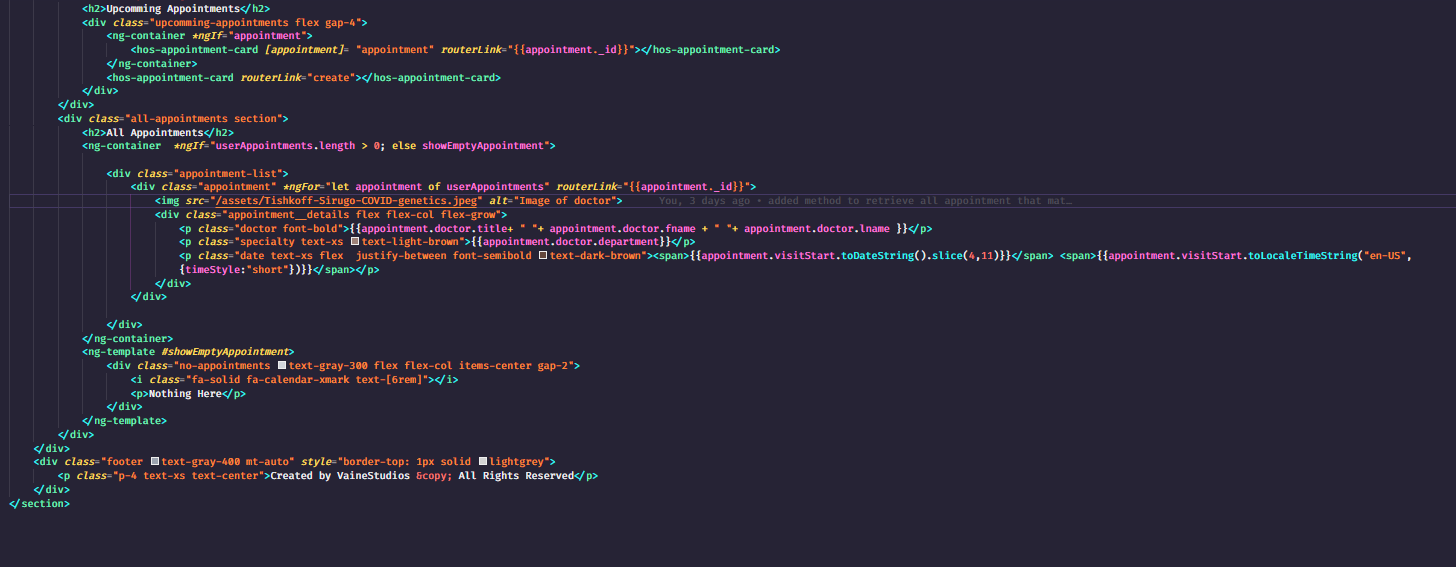 <h2>Upcomming Appointments</h2>
<div class="upcomming-appointments flex gap-4">
<ng-container *ngIf="appointment">
<hos-appointment-card [appointment]= "appointment" routerLink="{{appointment._id}}"></hos-appointment-card>
</ng-container>
<hos-appointment-card routerLink="create"></hos-appointment-card>
</div>
</div>
<div class="all-appointments section">
<h2>All Appointments</h2>
<ng-container  *ngIf="userAppointments.length > 0; else showEmptyAppointment">
<div class="appointment-list">
<div class="appointment" *ngFor="let appointment of userAppointments" routerLink="{{appointment._id}}">
<img src="/assets/Tishkoff-Sirugo-COVID-genetics.jpeg" alt="Image of doctor"> You, 3 days ago • added method to retrieve all appointment that mat…
<div class="appointment__details flex flex-col flex-grow">
<p class="doctor font-bold">{{appointment.doctor.title+ " "+ appointment.doctor.fname + " "+ appointment.doctor.lname }}</p>
<p class="specialty text-xs text-light-brown">{{appointment.doctor.department}}</p>
<p class="date text-xs flex  justify-between font-semibold text-dark-brown"><span>{{appointment.visitStart.toDateString().slice(4,11)}}</span> <span>{{appointment.visitStart.toLocaleTimeString("en-US",
{timeStyle:"short"})}}</span></p>
</div>
</div>
</div>
</ng-container>
<ng-template #showEmptyAppointment>
<div class="no-appointments text-gray-300 flex flex-col items-center gap-2">
<i class="fa-solid fa-calendar-xmark text-[6rem]"></i>
<p>Nothing Here</p>
</div>
</ng-template>
</div>
</div>
<div class="footer text-gray-400 mt-auto" style="border-top: 1px solid lightgrey">
<p class="p-4 text-xs text-center">Created by VaineStudios &copy; All Rights Reserved</p>
</div>
</section>